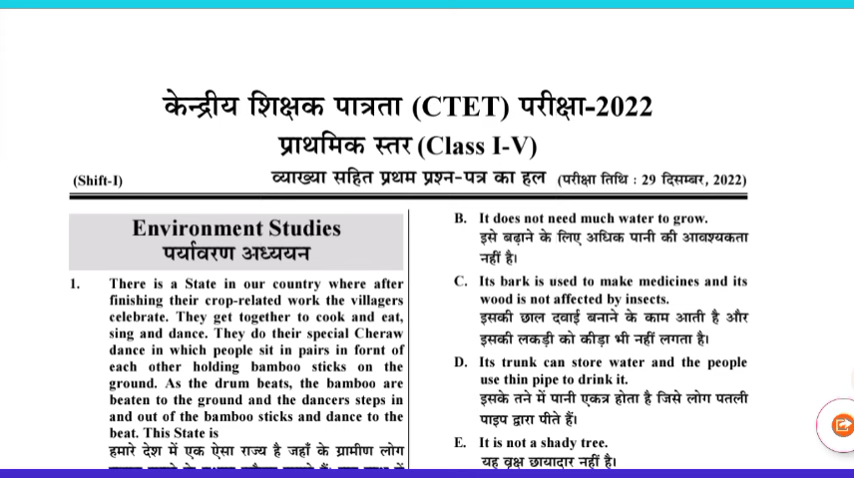 केन्द्रीय शिक्षक पात्रता (CTET) परीक्षा-2022
प्राथमिक स्तर (Class I-V)
(Shift-I) व्याख्या सहित प्रथम प्रश्न-पत्र का हल (परीक्षा तिथि : 29 दिसम्बर, 2022)
Environment Studies
पर्यावरण अध्ययन
1. There is a State in our country where after
finishing their crop-related work the villagers
celebrate. They get together to cook and eat,
sing and dance. They do their special Cheraw
dance in which people sit in pairs in fornt of
each other holding bamboo sticks on the
ground. As the drum beats, the bamboo are
beaten to the ground and the dancers steps in
and out of the bamboo sticks and dance to the
beat. This State is
हमारे देश में एक ऐसा राज्य है जहाँ के ग्रामीण लोग
B. It does not need much water to grow.
इसे बढ़ाने के लिए अधिक पानी की आवश्यकता
नहीं है।
C. Its bark is used to make medicines and its
wood is not affected by insects.
इसकी छाल दवाई बनाने के काम आती है और
इसकी लकड़ी को कीड़ा भी नहीं लगता है।
D. Its trunk can store water and the people
use thin pipe to drink it.
इसके तने में पानी एकत्र होता है जिसे लोग पतली
पाइप द्वारा पीते हैं।
E. It is not a shady tree.
यह वृक्ष छायादार नहीं है।